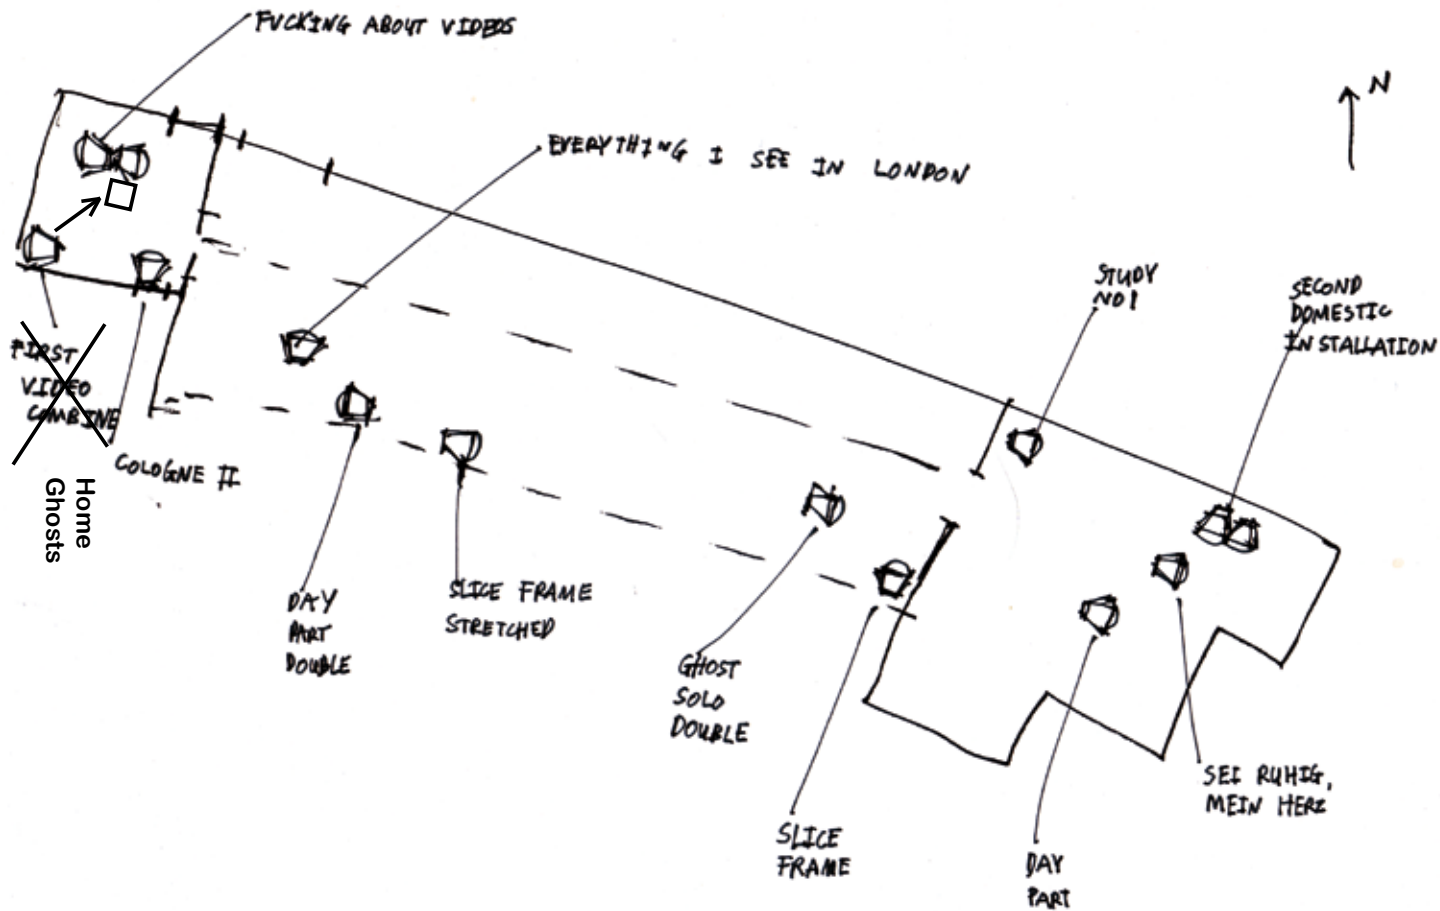 FUCKING ABOUT VIDEOS
N
EVERYTHING I SEE IN LONDON
STUDY
NO1
SECOND
DOMESTIC
INSTALLATION
FIRST
VIDEO
COMBINE
COLOGNE II
Home
Ghosts
DAY
PART
DOUBLE
SLICE FRAME
STRETCHED
GHOST
SOLO
DOUBLE
SLICE
FRAME
DAY
PART
SEI RUHIG,
MEIN HERZ